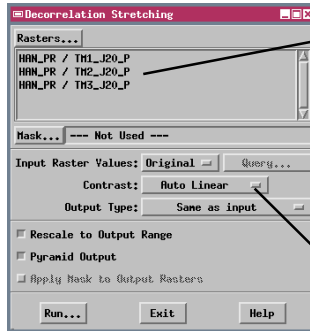 Decorrelation Stretching
Rasters...
HAN_PR / TM1_J20_P
HAN_PR / TM2_J20_P
HAN_PR / TM3_J20_P
Mask... --- Not Used ---
Input Raster Values: Original Query...
Contrast: Auto Linear
Output Type: Same as input
Rescale to Output Range
Pyramid Output
Apply Mask to Output Rasters
Run... Exit Help